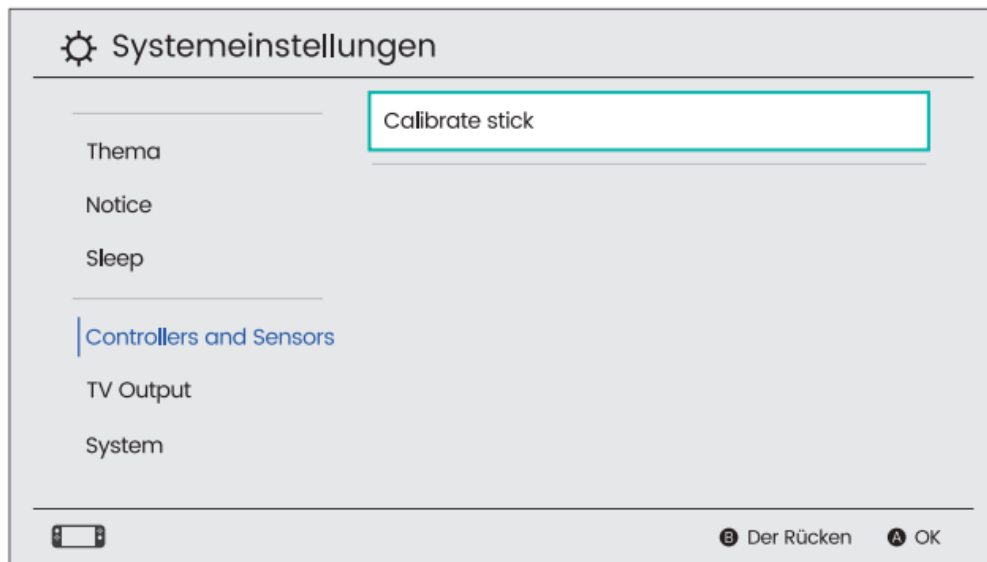 Systemeinstellungen
Calibrate stick
Thema
Notice
Sleep
Controllers and Sensors
TV Output
System
B Der Rücken A OK